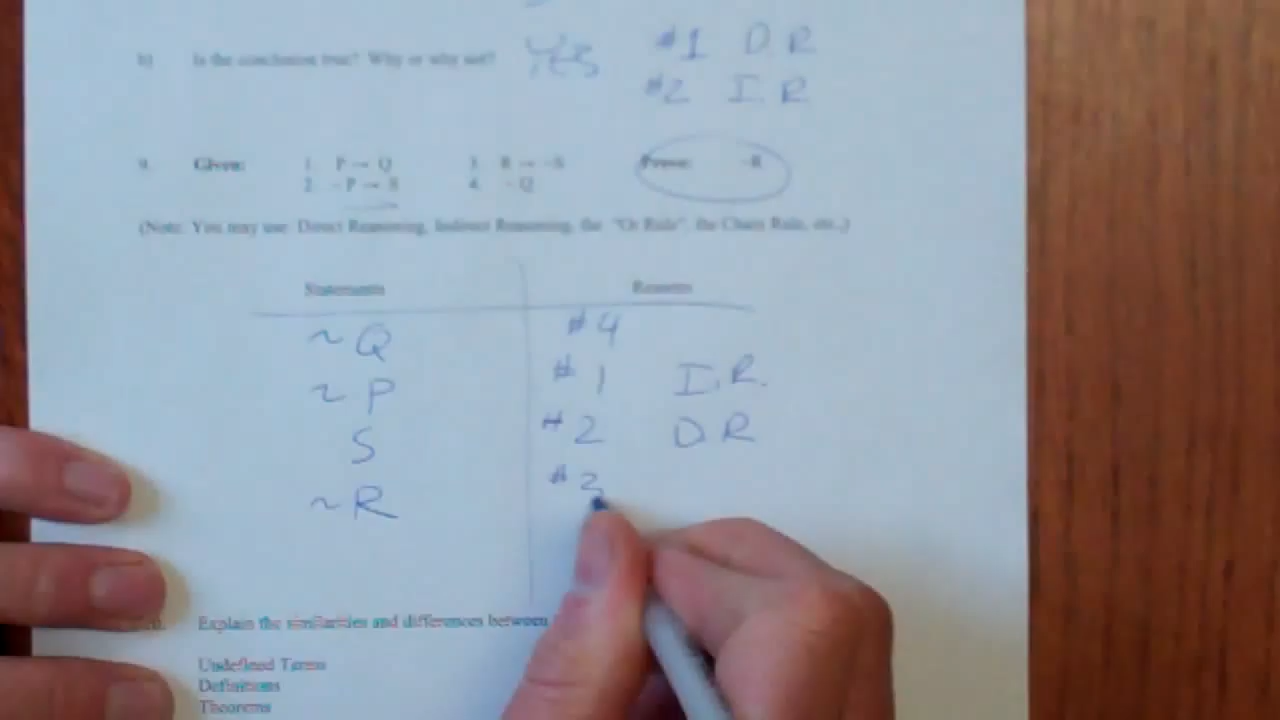 b) Is the conclusion true? Why or why not? YES #1 D.R
#2 I.R
9. Given: 1. P → Q 3. R → ~S Prove: ~R
2. ~P → S 4. ~Q
(Note: You may use: Direct Reasoning, Indirect Reasoning, the "Or Rule", the Chain Rule, etc.,)
Statements Reasons
~Q #4
~P #1 I.R.
S #2 D.R
~R #3
Explain the similarities and differences between
Undefined Terms
Definitions
Theorems